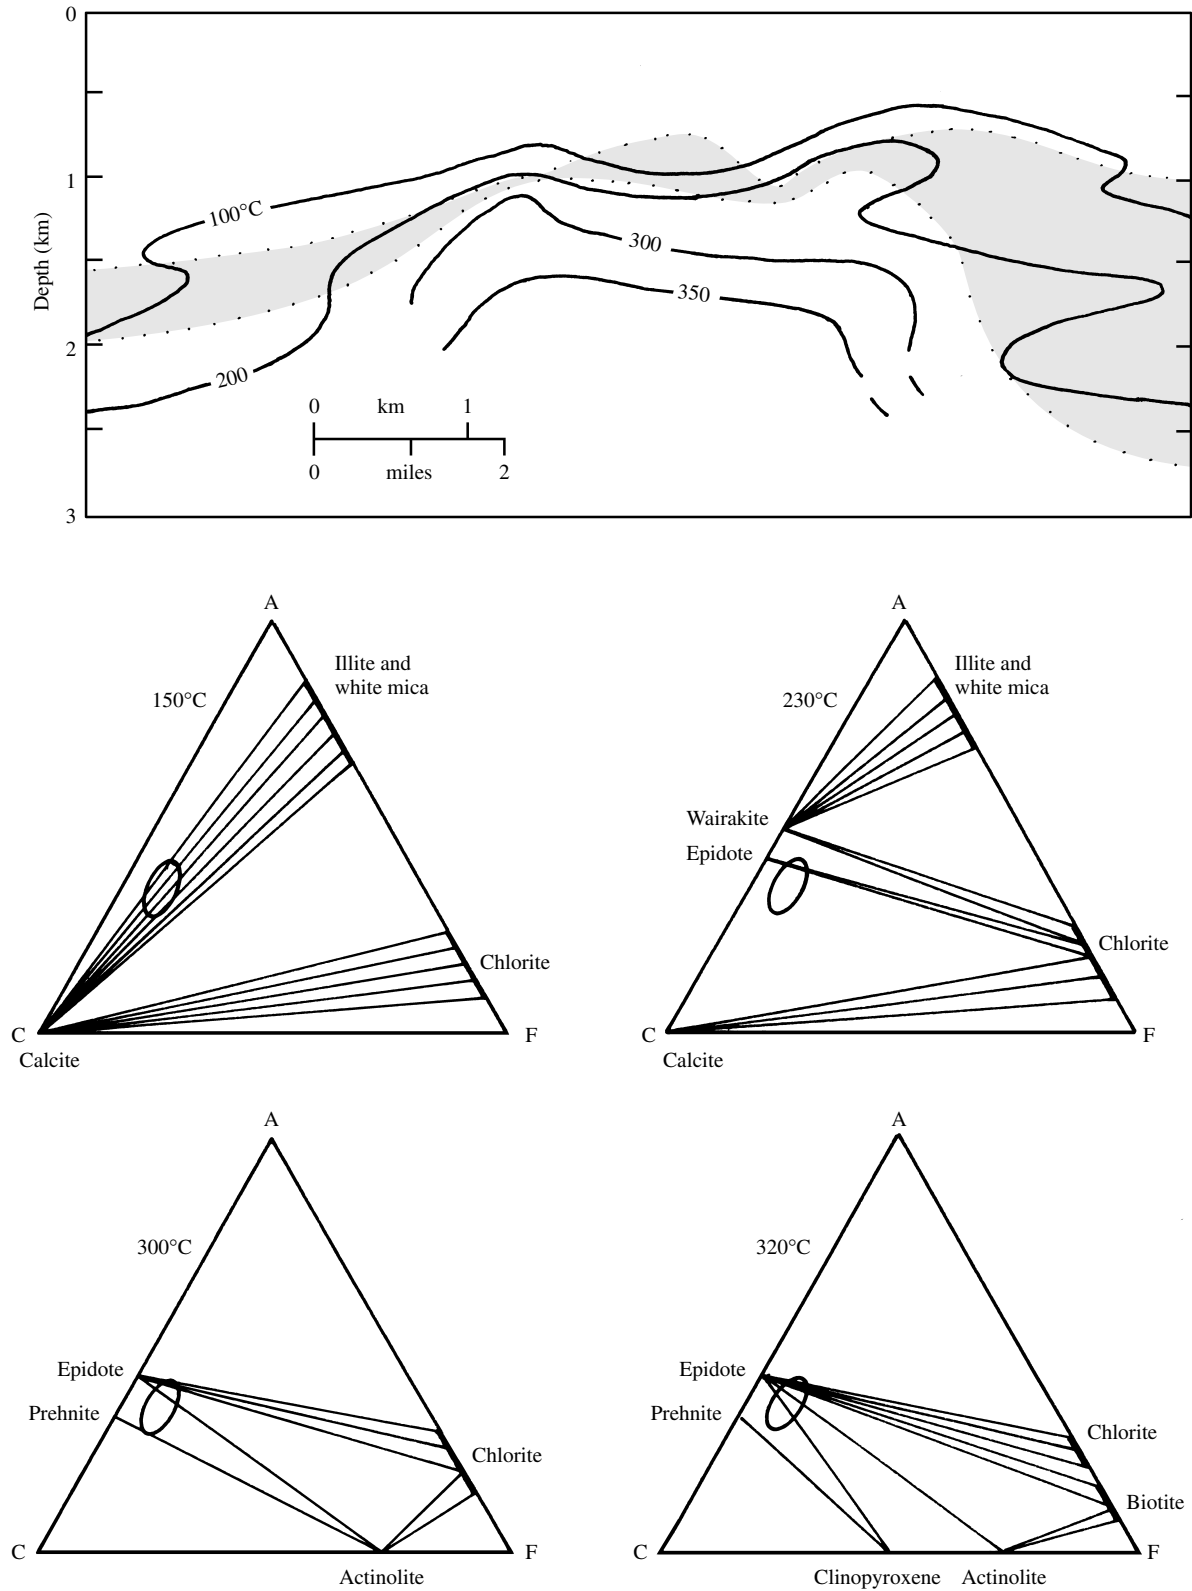 0
1
Depth (km)
2
3
100°C
200
300
350
0 km 1
0 miles 2
A
Illite and
white mica
150°C
Chlorite
C
F
Calcite
A
Illite and
white mica
230°C
Wairakite
Epidote
Chlorite
C
F
Calcite
A
300°C
Epidote
Prehnite
Chlorite
C
F
Actinolite
A
320°C
Epidote
Prehnite
Chlorite
Biotite
C
F
Clinopyroxene Actinolite